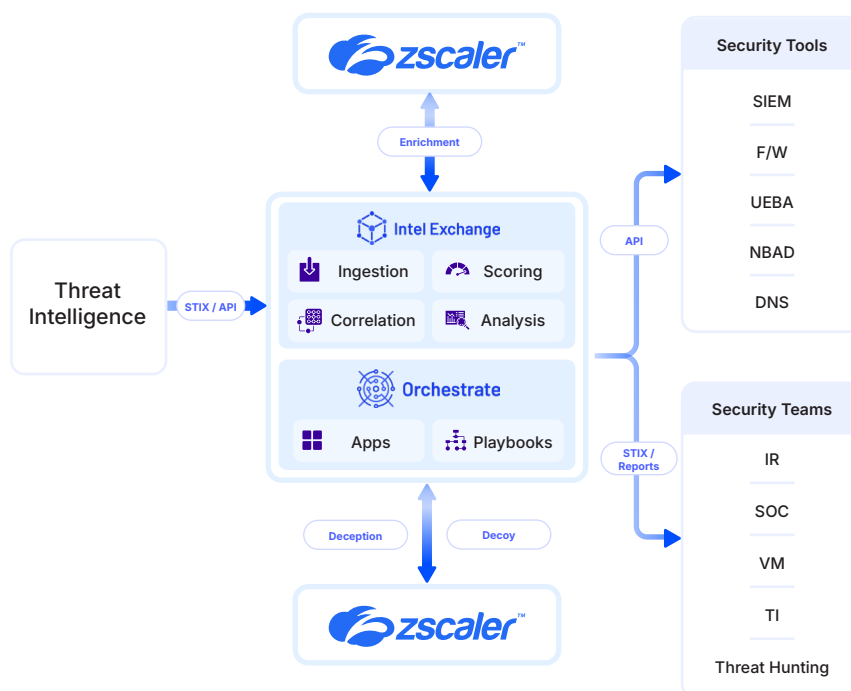 zscaler™
Enrichment
Threat
Intelligence
STIX / API
Intel Exchange
Ingestion
Scoring
Correlation
Analysis
Orchestrate
Apps
Playbooks
Deception
Decoy
zscaler™
API
STIX /
Reports
Security Tools
SIEM
F/W
UEBA
NBAD
DNS
Security Teams
IR
SOC
VM
TI
Threat Hunting